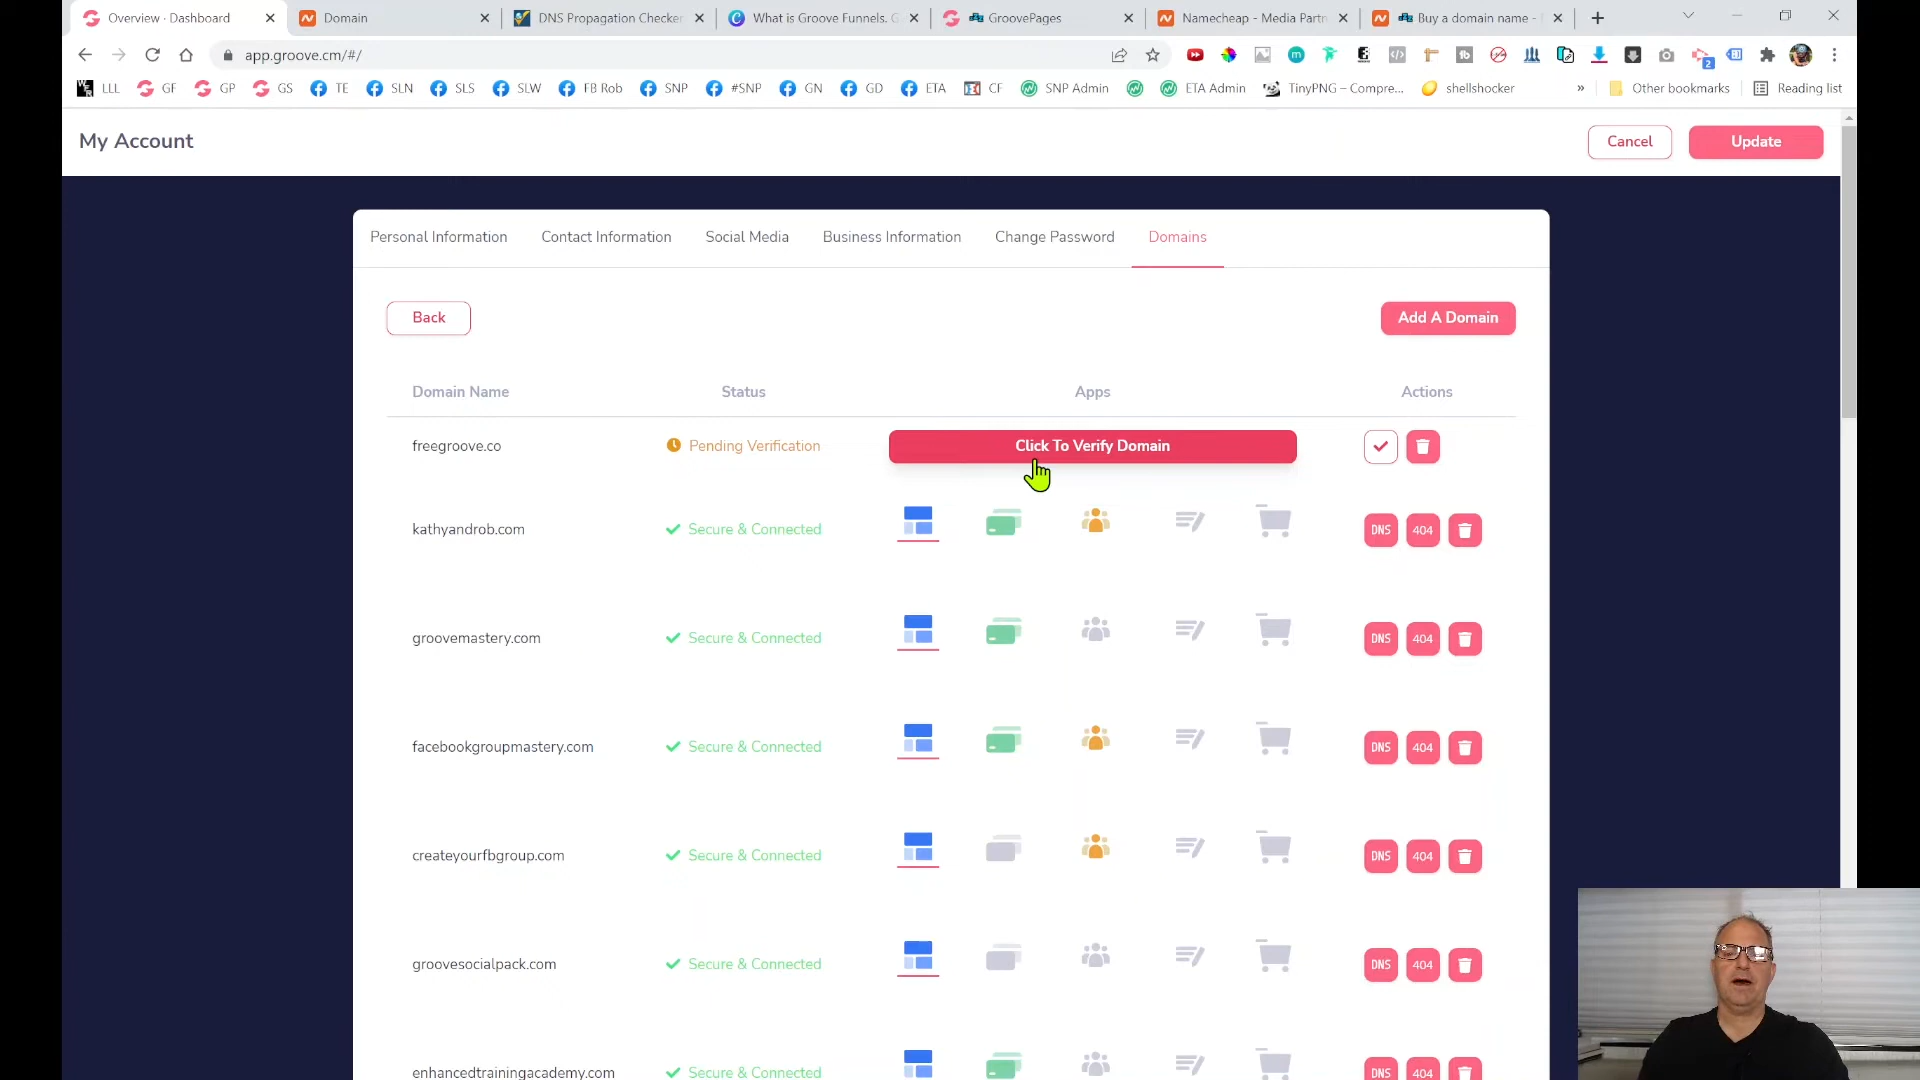 Overview · Dashboard
Domain
DNS Propagation Checker
What is Groove Funnels. G
GroovePages
Namecheap - Media Partn
Buy a domain name -
app.groove.cm/#/
2
LLL GF GP GS TE SLN SLS SLW FB Rob SNP #SNP GN GD ETA CF SNP Admin ETA Admin TinyPNG – Compre... shellshocker » Other bookmarks Reading list
My Account
Cancel
Update
Personal Information Contact Information Social Media Business Information Change Password Domains
Back
Add A Domain
Domain Name Status Apps Actions
freegroove.co Pending Verification Click To Verify Domain
kathyandrob.com Secure & Connected DNS 404
groovemastery.com Secure & Connected DNS 404
facebookgroupmastery.com Secure & Connected DNS 404
createyourfbgroup.com Secure & Connected DNS 404
groovesocialpack.com Secure & Connected DNS 404
enhancedtrainingacademy.com Secure & Connected DNS 404